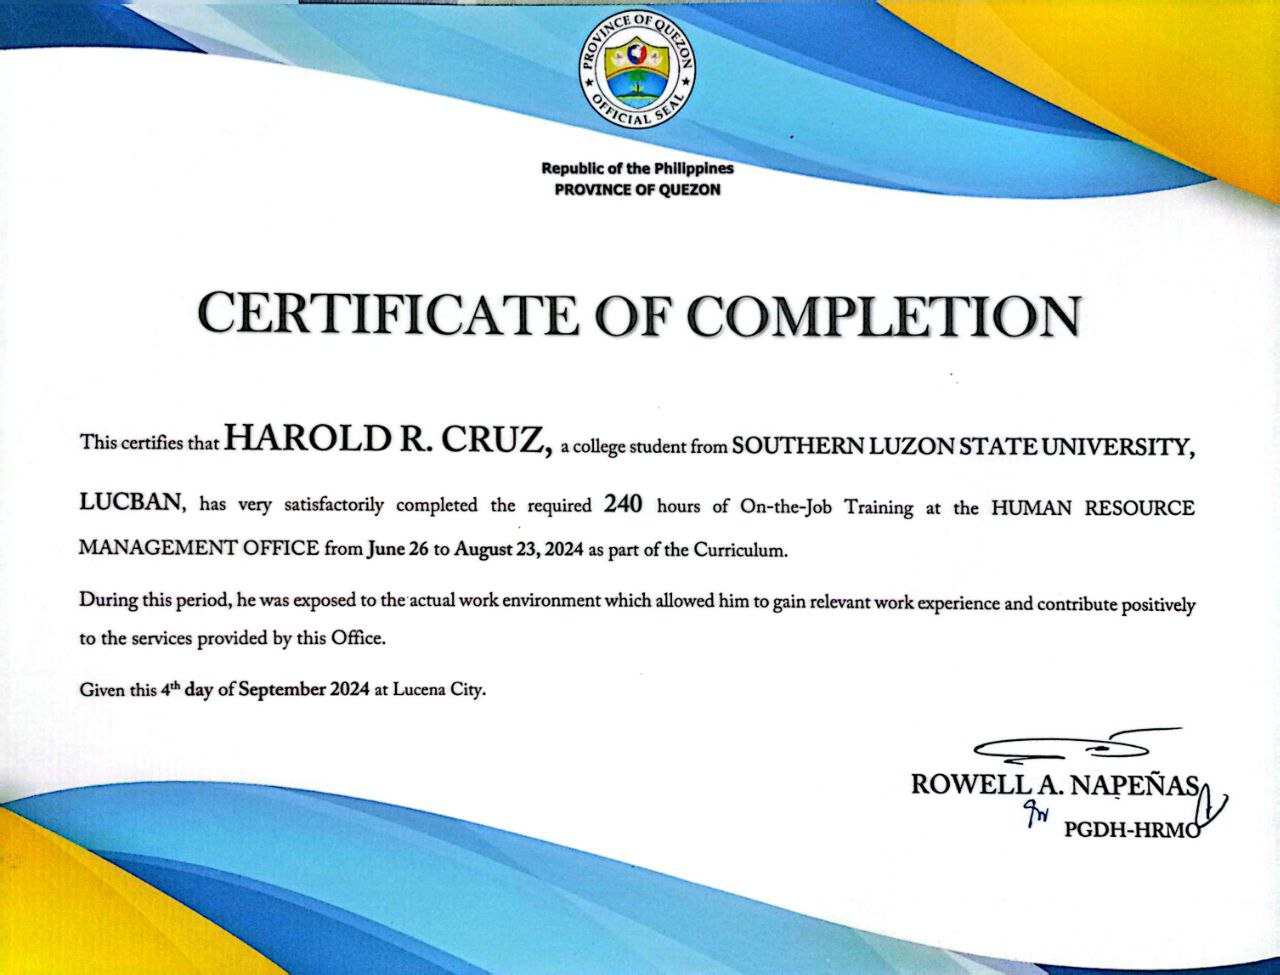 PROVINCE OF QUEZON
OFFICIAL SEAL
Republic of the Philippines
PROVINCE OF QUEZON
CERTIFICATE OF COMPLETION
This certifies that HAROLD R. CRUZ, a college student from SOUTHERN LUZON STATE UNIVERSITY,
LUCBAN, has very satisfactorily completed the required 240 hours of On-the-Job Training at the HUMAN RESOURCE
MANAGEMENT OFFICE from June 26 to August 23, 2024 as part of the Curriculum.
During this period, he was exposed to the actual work environment which allowed him to gain relevant work experience and contribute positively
to the services provided by this Office.
Given this 4th day of September 2024 at Lucena City.
ROWELL A. NAPEÑAS
PGDH-HRMO